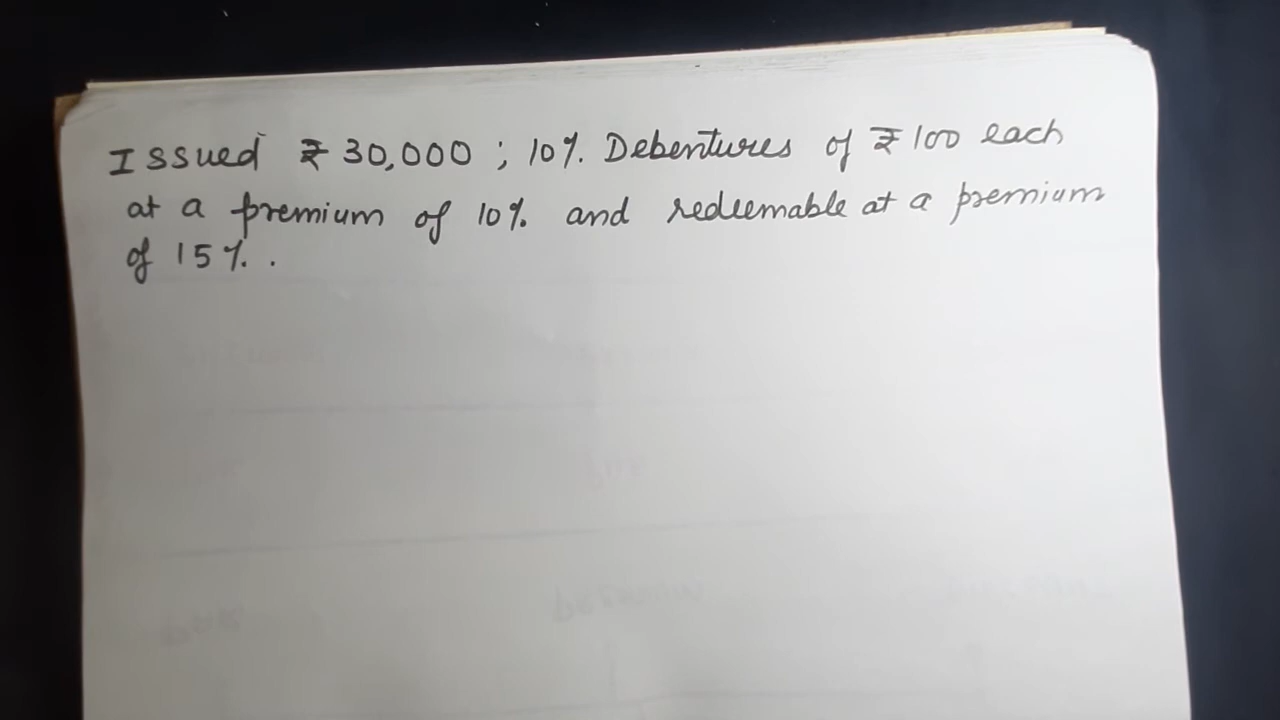 Issued ₹ 30,000 ; 10%. Debentures of ₹ 100 each
at a premium of 10% and redeemable at a premium
of 15%. .